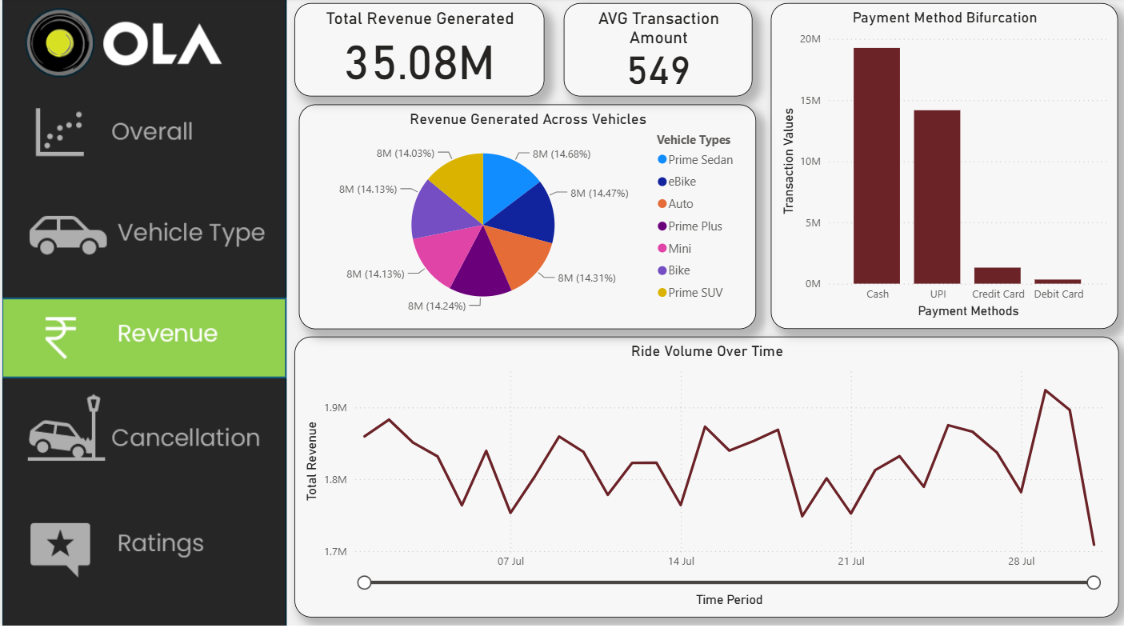 OLA
Overall
Vehicle Type
₹
Revenue
Cancellation
Ratings
Total Revenue Generated
35.08M
AVG Transaction
Amount
549
Revenue Generated Across Vehicles
8M (14.03%)
8M (14.68%)
8M (14.13%)
8M (14.47%)
8M (14.13%)
8M (14.31%)
8M (14.24%)
Vehicle Types
Prime Sedan
eBike
Auto
Prime Plus
Mini
Bike
Prime SUV
Payment Method Bifurcation
Transaction Values
20M
15M
10M
5M
0M
Cash UPI Credit Card Debit Card
Payment Methods
Ride Volume Over Time
Total Revenue
1.9M
1.8M
1.7M
07 Jul 14 Jul 21 Jul 28 Jul
Time Period